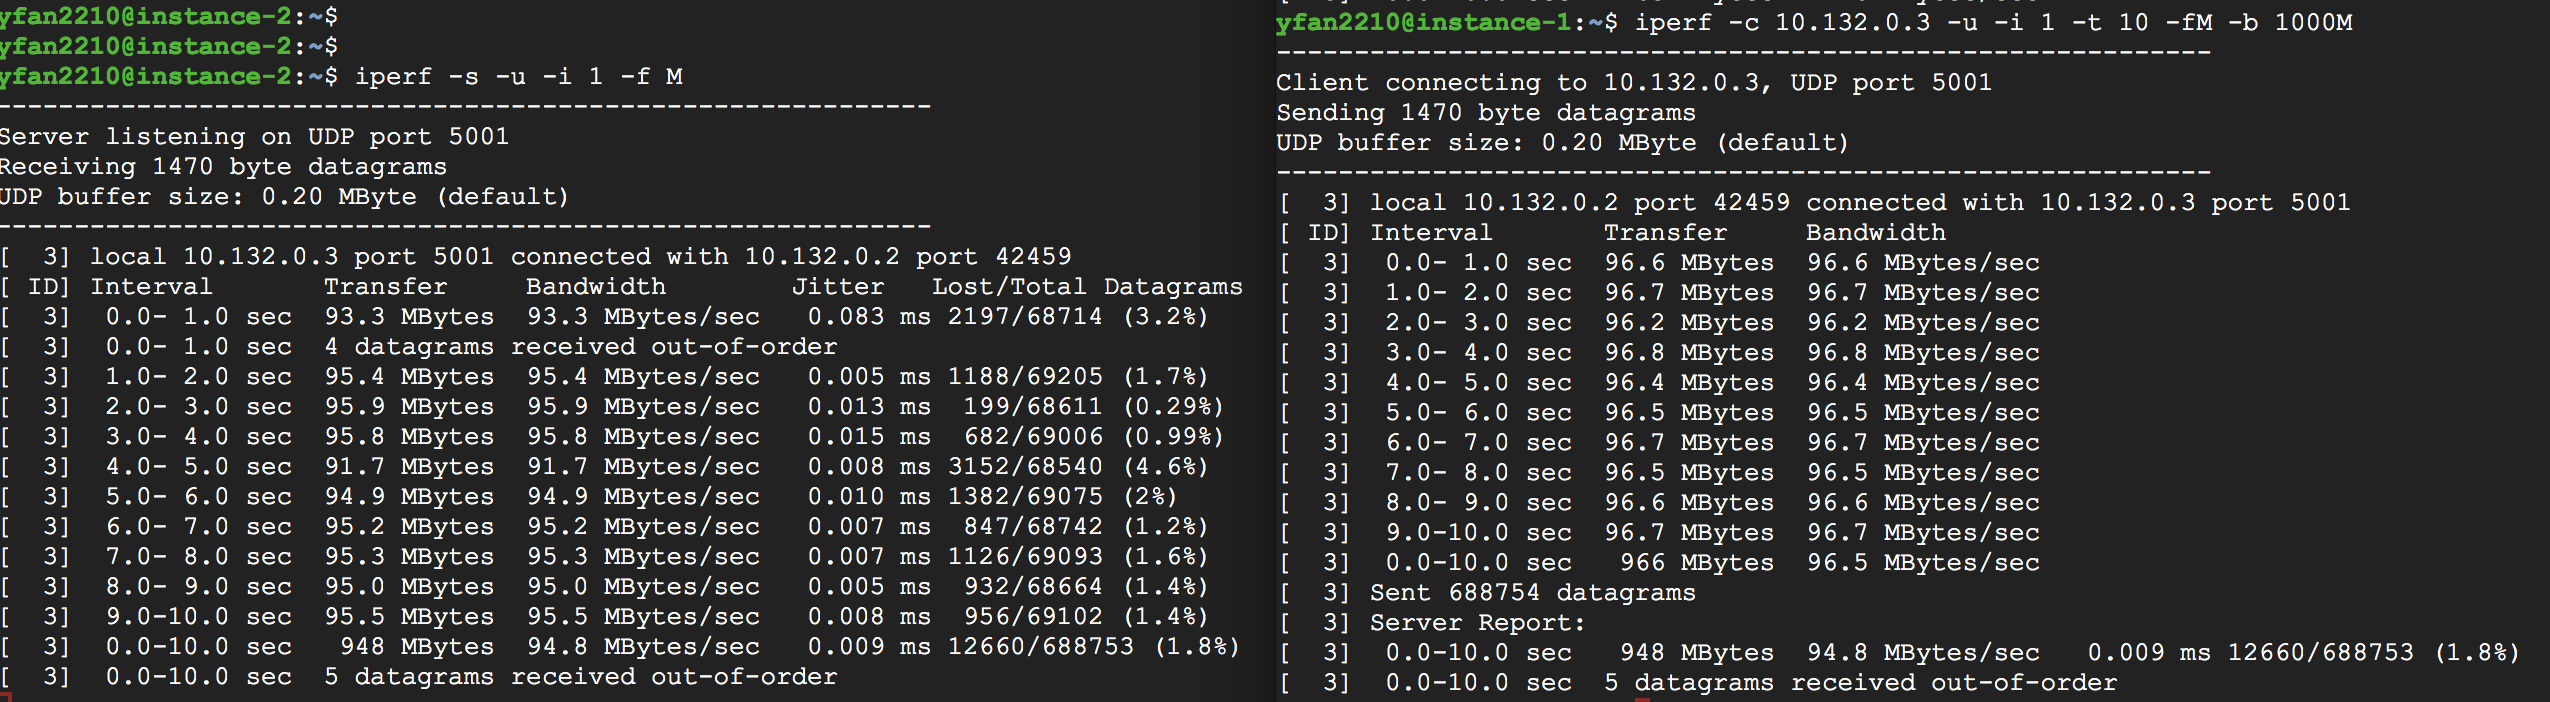 yfan2210@instance-2:~$
yfan2210@instance-2:~$
yfan2210@instance-2:~$ iperf -s -u -i 1 -f M
------------------------------------------------------------
Server listening on UDP port 5001
Receiving 1470 byte datagrams
UDP buffer size: 0.20 MByte (default)
------------------------------------------------------------
[  3] local 10.132.0.3 port 5001 connected with 10.132.0.2 port 42459
[ ID] Interval       Transfer     Bandwidth        Jitter   Lost/Total Datagrams
[  3]  0.0- 1.0 sec  93.3 MBytes  93.3 MBytes/sec   0.083 ms 2197/68714 (3.2%)
[  3]  0.0- 1.0 sec  4 datagrams received out-of-order
[  3]  1.0- 2.0 sec  95.4 MBytes  95.4 MBytes/sec   0.005 ms 1188/69205 (1.7%)
[  3]  2.0- 3.0 sec  95.9 MBytes  95.9 MBytes/sec   0.013 ms  199/68611 (0.29%)
[  3]  3.0- 4.0 sec  95.8 MBytes  95.8 MBytes/sec   0.015 ms  682/69006 (0.99%)
[  3]  4.0- 5.0 sec  91.7 MBytes  91.7 MBytes/sec   0.008 ms 3152/68540 (4.6%)
[  3]  5.0- 6.0 sec  94.9 MBytes  94.9 MBytes/sec   0.010 ms 1382/69075 (2%)
[  3]  6.0- 7.0 sec  95.2 MBytes  95.2 MBytes/sec   0.007 ms  847/68742 (1.2%)
[  3]  7.0- 8.0 sec  95.3 MBytes  95.3 MBytes/sec   0.007 ms 1126/69093 (1.6%)
[  3]  8.0- 9.0 sec  95.0 MBytes  95.0 MBytes/sec   0.005 ms  932/68664 (1.4%)
[  3]  9.0-10.0 sec  95.5 MBytes  95.5 MBytes/sec   0.008 ms  956/69102 (1.4%)
[  3]  0.0-10.0 sec   948 MBytes  94.8 MBytes/sec   0.009 ms 12660/688753 (1.8%)
[  3]  0.0-10.0 sec  5 datagrams received out-of-order
yfan2210@instance-1:~$ iperf -c 10.132.0.3 -u -i 1 -t 10 -fM -b 1000M
------------------------------------------------------------
Client connecting to 10.132.0.3, UDP port 5001
Sending 1470 byte datagrams
UDP buffer size: 0.20 MByte (default)
------------------------------------------------------------
[  3] local 10.132.0.2 port 42459 connected with 10.132.0.3 port 5001
[ ID] Interval       Transfer     Bandwidth
[  3]  0.0- 1.0 sec  96.6 MBytes  96.6 MBytes/sec
[  3]  1.0- 2.0 sec  96.7 MBytes  96.7 MBytes/sec
[  3]  2.0- 3.0 sec  96.2 MBytes  96.2 MBytes/sec
[  3]  3.0- 4.0 sec  96.8 MBytes  96.8 MBytes/sec
[  3]  4.0- 5.0 sec  96.4 MBytes  96.4 MBytes/sec
[  3]  5.0- 6.0 sec  96.5 MBytes  96.5 MBytes/sec
[  3]  6.0- 7.0 sec  96.7 MBytes  96.7 MBytes/sec
[  3]  7.0- 8.0 sec  96.5 MBytes  96.5 MBytes/sec
[  3]  8.0- 9.0 sec  96.6 MBytes  96.6 MBytes/sec
[  3]  9.0-10.0 sec  96.7 MBytes  96.7 MBytes/sec
[  3]  0.0-10.0 sec   966 MBytes  96.5 MBytes/sec
[  3] Sent 688754 datagrams
[  3] Server Report:
[  3]  0.0-10.0 sec   948 MBytes  94.8 MBytes/sec   0.009 ms 12660/688753 (1.8%)
[  3]  0.0-10.0 sec  5 datagrams received out-of-order